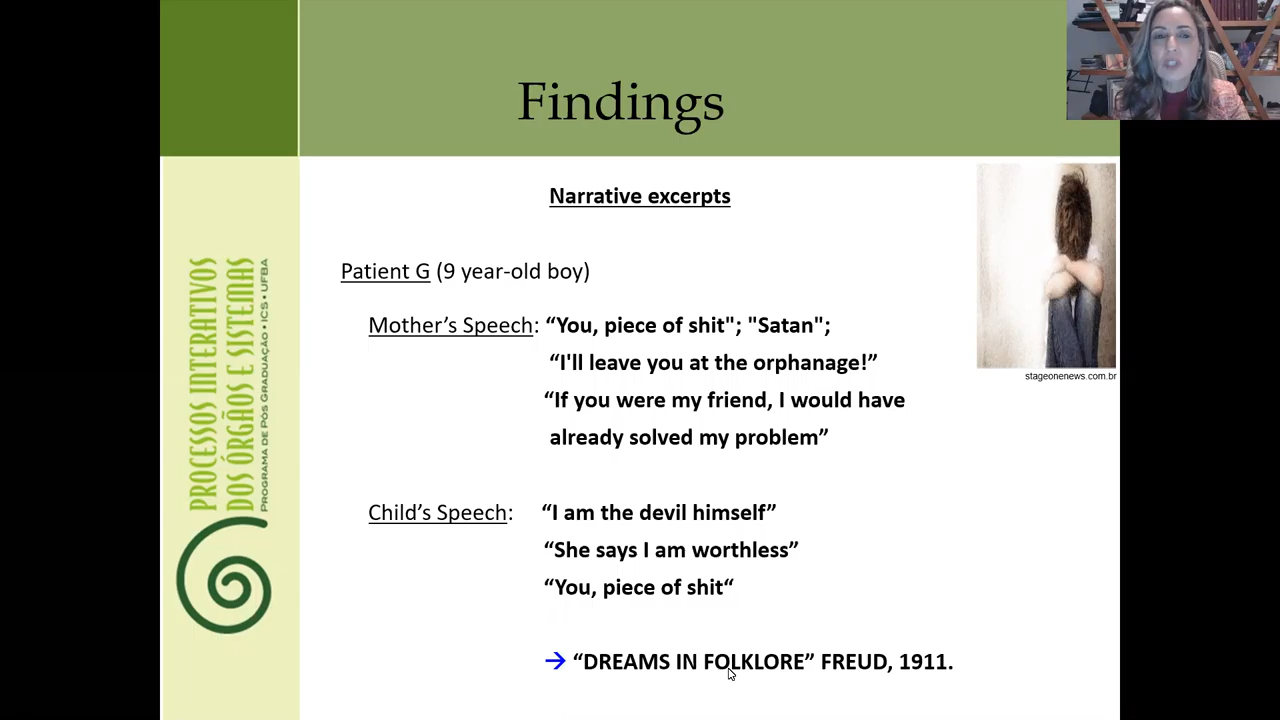 Findings
Narrative excerpts
Patient G (9 year-old boy)
Mother’s Speech: “You, piece of shit"; "Satan";
“I'll leave you at the orphanage!”
“If you were my friend, I would have
already solved my problem”
Child’s Speech: “I am the devil himself”
“She says I am worthless”
“You, piece of shit“
→ “DREAMS IN FOLKLORE” FREUD, 1911.
stageonenews.com.br
PROCESSOS INTERATIVOS
DOS ÓRGÃOS E SISTEMAS
PROGRAMA DE PÓS GRADUAÇÃO • ICS • UFBA